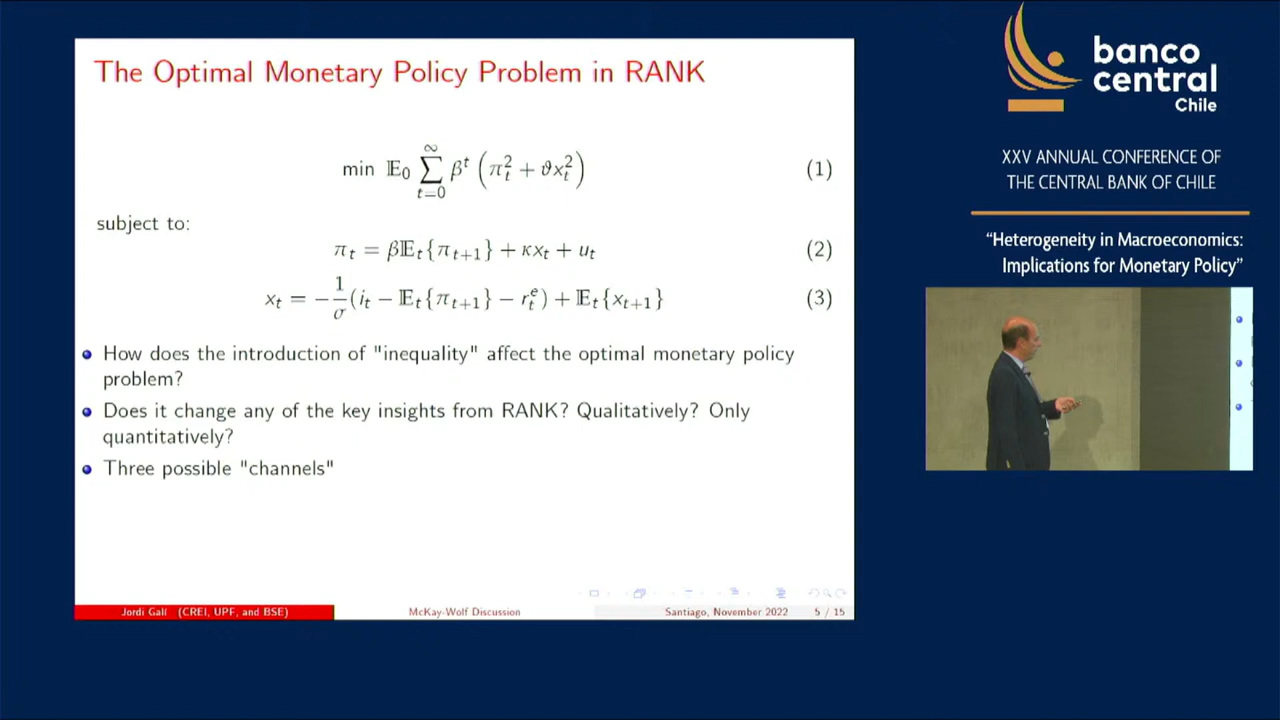 The Optimal Monetary Policy Problem in RANK
min 𝔼₀ ∑_{t=0}^{∞} βᵗ (π_t² + ϑx_t²) (1)
subject to:
π_t = β𝔼_t{π_{t+1}} + κx_t + u_t (2)
x_t = −\frac{1}{σ}(i_t − 𝔼_t{π_{t+1}} − r_t^e) + 𝔼_t{x_{t+1}} (3)
How does the introduction of "inequality" affect the optimal monetary policy
problem?
Does it change any of the key insights from RANK? Qualitatively? Only
quantitatively?
Three possible "channels"
Jordi Galí (CREI, UPF, and BSE) McKay-Wolf Discussion Santiago, November 2022 5 / 15
banco
central
Chile
XXV ANNUAL CONFERENCE OF
THE CENTRAL BANK OF CHILE
“Heterogeneity in Macroeconomics:
Implications for Monetary Policy”